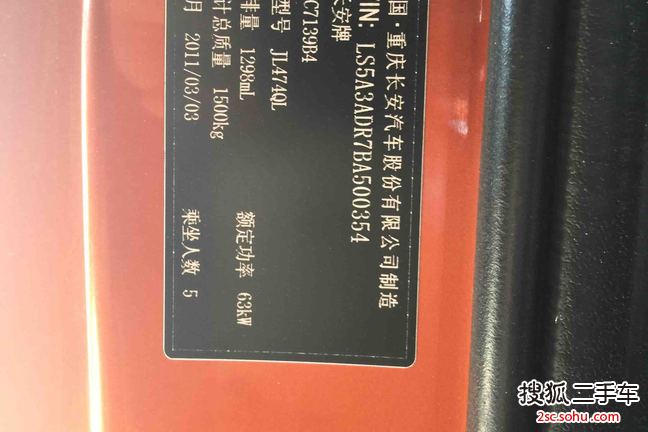 国·重庆长安汽车股份有限公司制造
VIN: LS5A3ADR7BA500354
长安牌
C7139B4
型号 JL474QL
排量 1298mL 额定功率 63kW
计总质量 1500kg
月 2011/03/03 乘坐人数 5
搜狐二手车
2sc.sohu.com